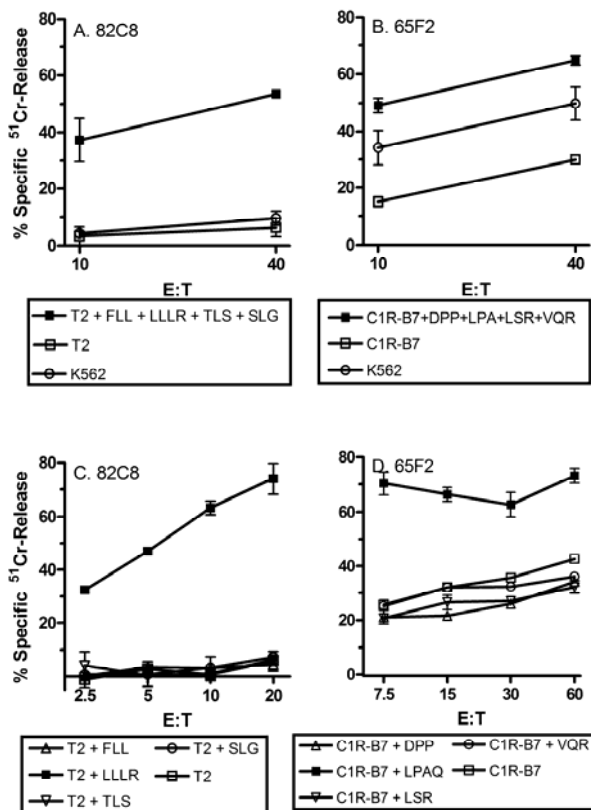 A. 82C8
% Specific ⁵¹Cr-Release
80
60
40
20
0
10
40
E:T
T2 + FLL + LLLR + TLS + SLG
T2
K562
B. 65F2
80
60
40
20
0
10
40
E:T
C1R-B7+DPP+LPA+LSR+VQR
C1R-B7
K562
C. 82C8
% Specific ⁵¹Cr-Release
80
60
40
20
0
2.5
5
10
20
E:T
T2 + FLL
T2 + SLG
T2 + LLLR
T2
T2 + TLS
D. 65F2
80
60
40
20
0
7.5
15
30
60
E:T
C1R-B7 + DPP
C1R-B7 + VQR
C1R-B7 + LPAQ
C1R-B7
C1R-B7 + LSR